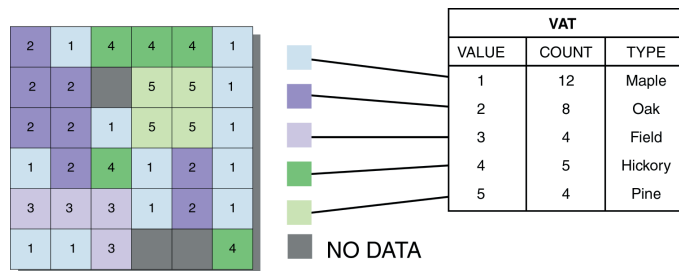 2 1 4 4 4 1
2 2 5 5 1
2 2 1 5 5 1
1 2 4 1 2 1
3 3 3 1 2 1
1 1 3 4
NO DATA
VAT
VALUE COUNT TYPE
1 12 Maple
2 8 Oak
3 4 Field
4 5 Hickory
5 4 Pine